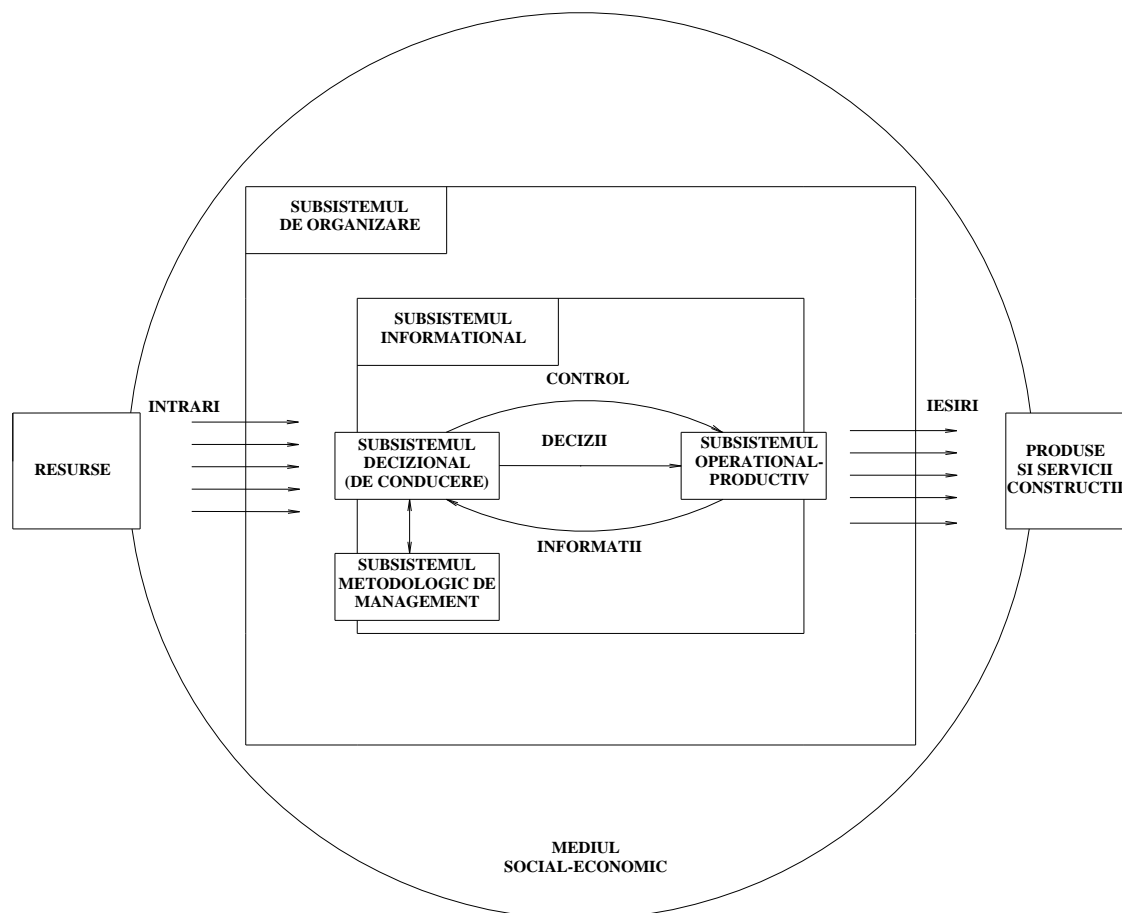 SUBSISTEMUL
DE ORGANIZARE
SUBSISTEMUL
INFORMATIONAL
CONTROL
INTRARI
IESIRI
RESURSE
SUBSISTEMUL
DECIZIONAL
(DE CONDUCERE)
DECIZII
SUBSISTEMUL
OPERATIONAL-
PRODUCTIV
PRODUSE
SI SERVICII
CONSTRUCTII
INFORMATII
SUBSISTEMUL
METODOLOGIC DE
MANAGEMENT
MEDIUL
SOCIAL-ECONOMIC